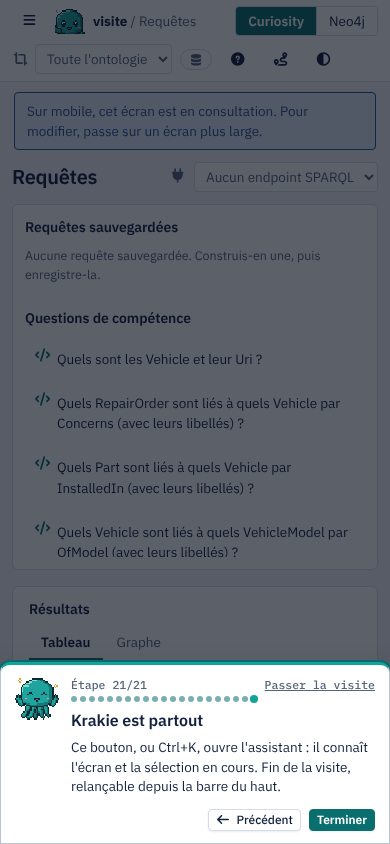 visite / Requêtes
Curiosity
Neo4j
Toute l'ontologie
Sur mobile, cet écran est en consultation. Pour
modifier, passe sur un écran plus large.
Requêtes
Aucun endpoint SPARQL
Requêtes sauvegardées
Aucune requête sauvegardée. Construis-en une, puis
enregistre-la.
Questions de compétence
</> Quels sont les Vehicle et leur Uri ?
</> Quels RepairOrder sont liés à quels Vehicle par
Concerns (avec leurs libellés) ?
</> Quels Part sont liés à quels Vehicle par
InstalledIn (avec leurs libellés) ?
</> Quels Vehicle sont liés à quels VehicleModel par
OfModel (avec leurs libellés) ?
Résultats
Tableau
Graphe
Étape 21/21
Passer la visite
Krakie est partout
Ce bouton, ou Ctrl+K, ouvre l'assistant : il connaît
l'écran et la sélection en cours. Fin de la visite,
relançable depuis la barre du haut.
← Précédent
Terminer